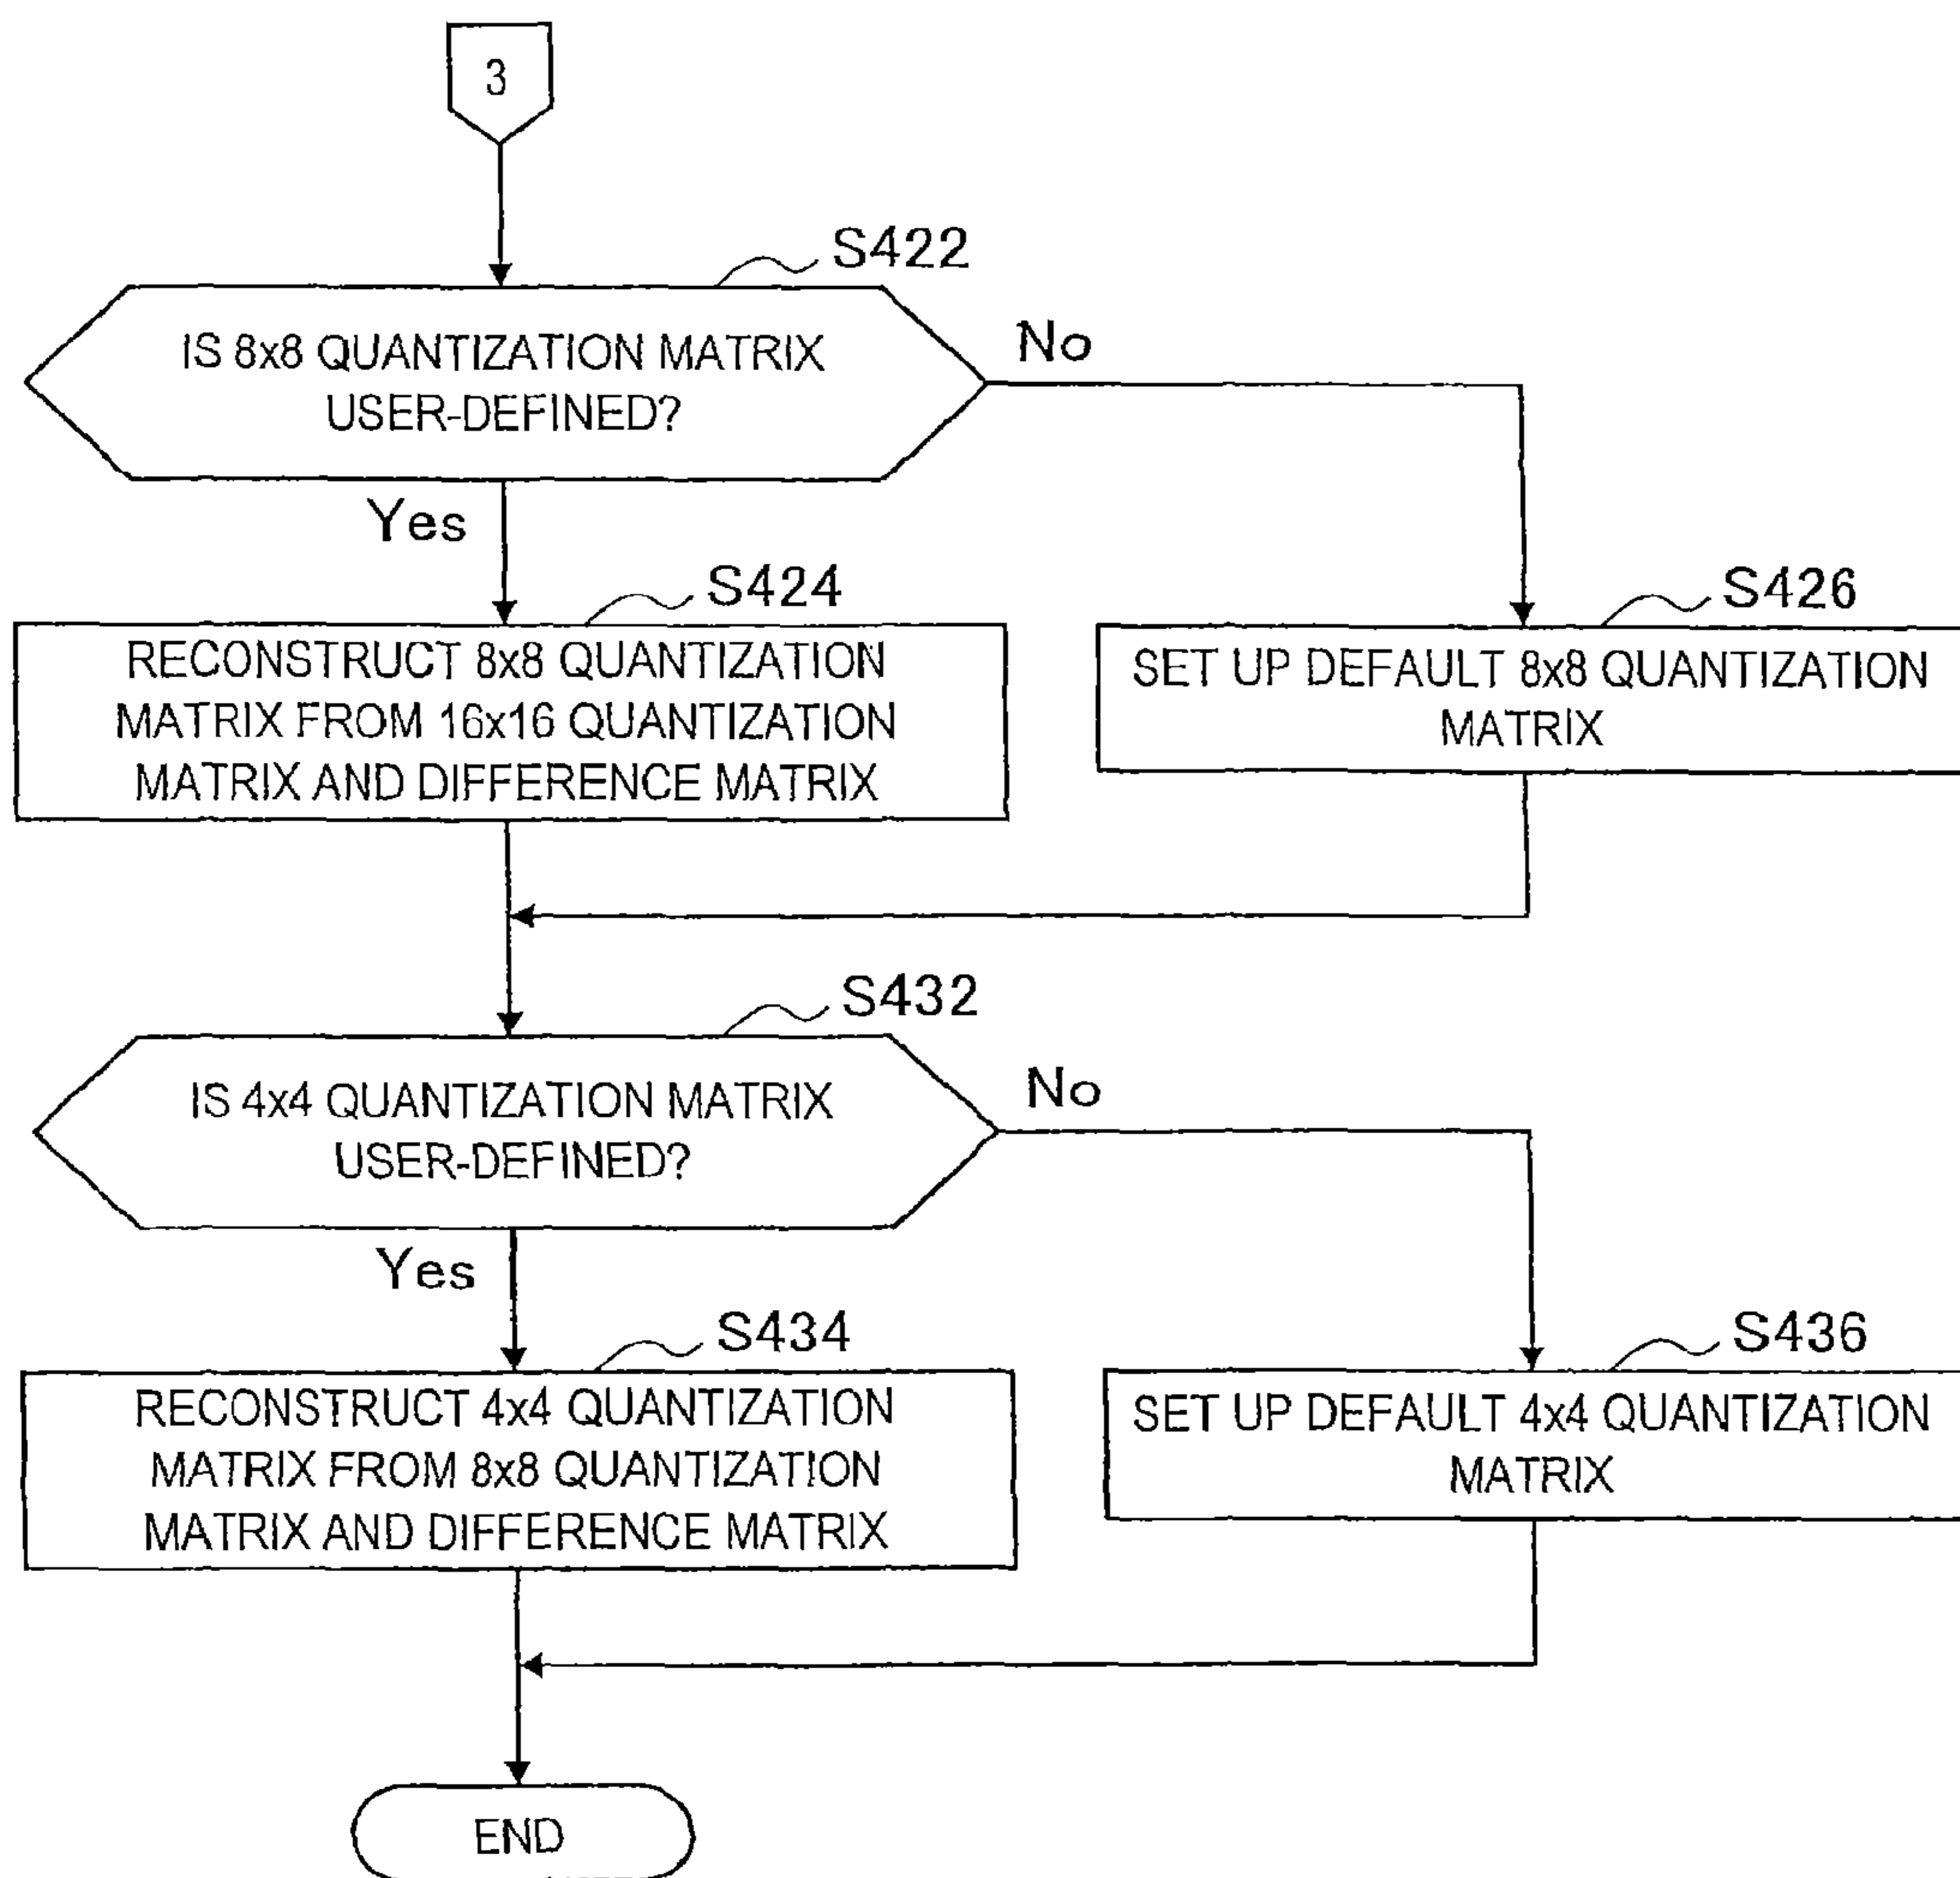 3
S422
IS 8x8 QUANTIZATION MATRIX
USER-DEFINED?
No
Yes
S424
RECONSTRUCT 8x8 QUANTIZATION
MATRIX FROM 16x16 QUANTIZATION
MATRIX AND DIFFERENCE MATRIX
S426
SET UP DEFAULT 8x8 QUANTIZATION
MATRIX
S432
IS 4x4 QUANTIZATION MATRIX
USER-DEFINED?
No
Yes
S434
RECONSTRUCT 4x4 QUANTIZATION
MATRIX FROM 8x8 QUANTIZATION
MATRIX AND DIFFERENCE MATRIX
S436
SET UP DEFAULT 4x4 QUANTIZATION
MATRIX
END